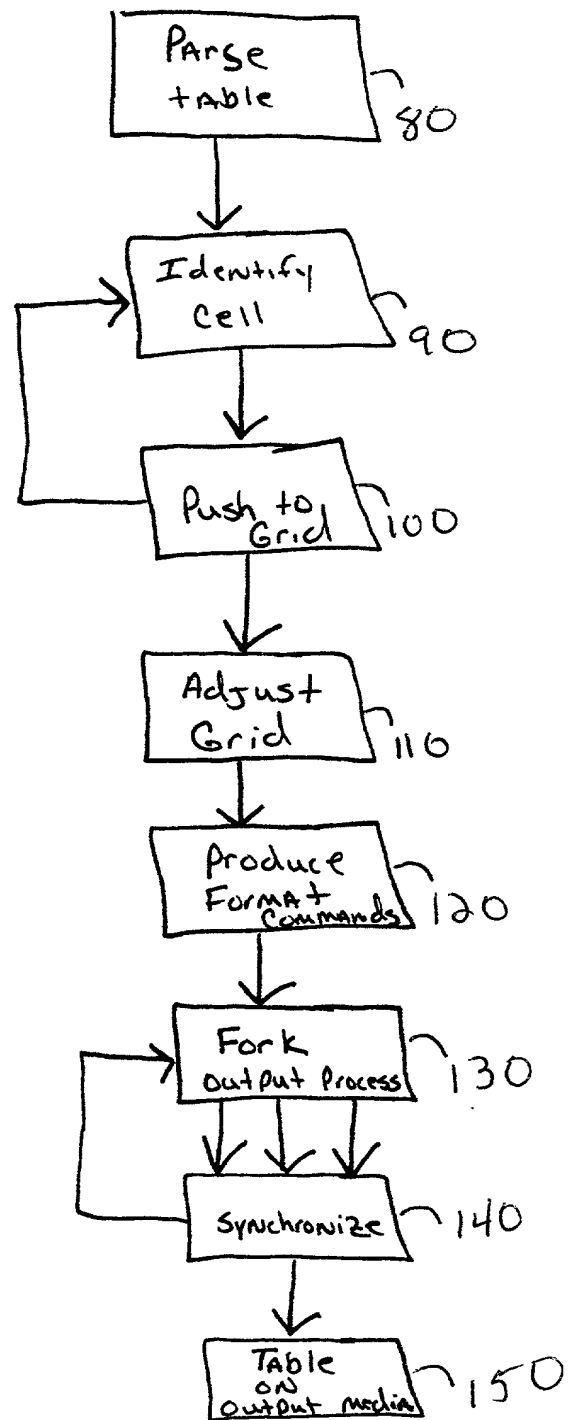 Parse
table
80
Identify
Cell
90
Push to
Grid
100
Adjust
Grid
110
Produce
Format
Commands
120
Fork
Output Process
130
Synchronize
140
Table
on
Output Media
150